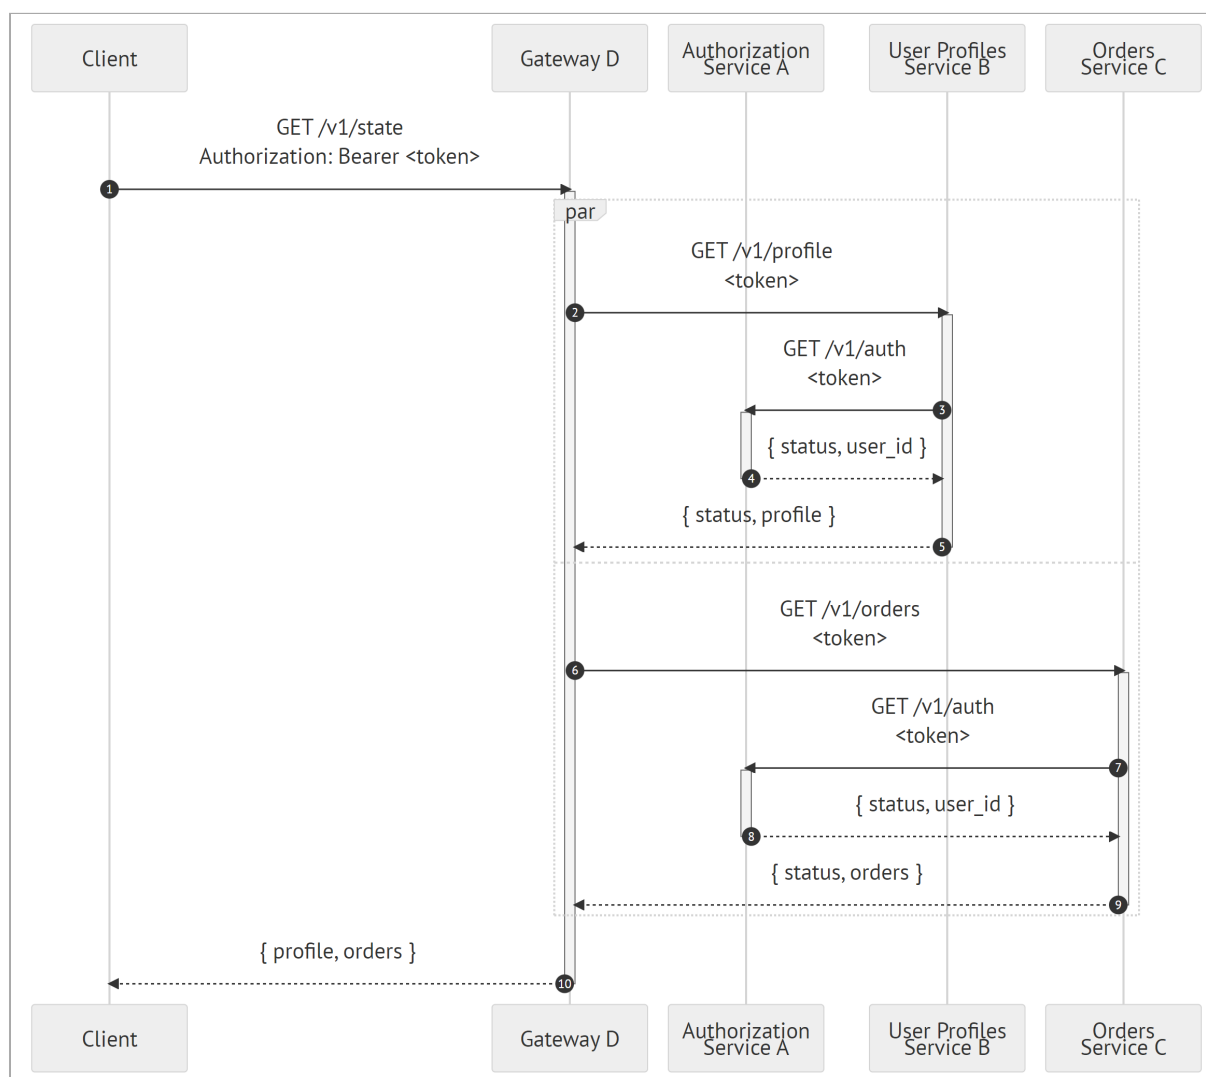 Client
Gateway D
Authorization
Service A
User Profiles
Service B
Orders
Service C
GET /v1/state
Authorization: Bearer <token>
1
par
GET /v1/profile
<token>
2
GET /v1/auth
<token>
3
{ status, user_id }
4
{ status, profile }
5
GET /v1/orders
<token>
6
GET /v1/auth
<token>
7
{ status, user_id }
8
{ status, orders }
9
{ profile, orders }
10
Client
Gateway D
Authorization
Service A
User Profiles
Service B
Orders
Service C